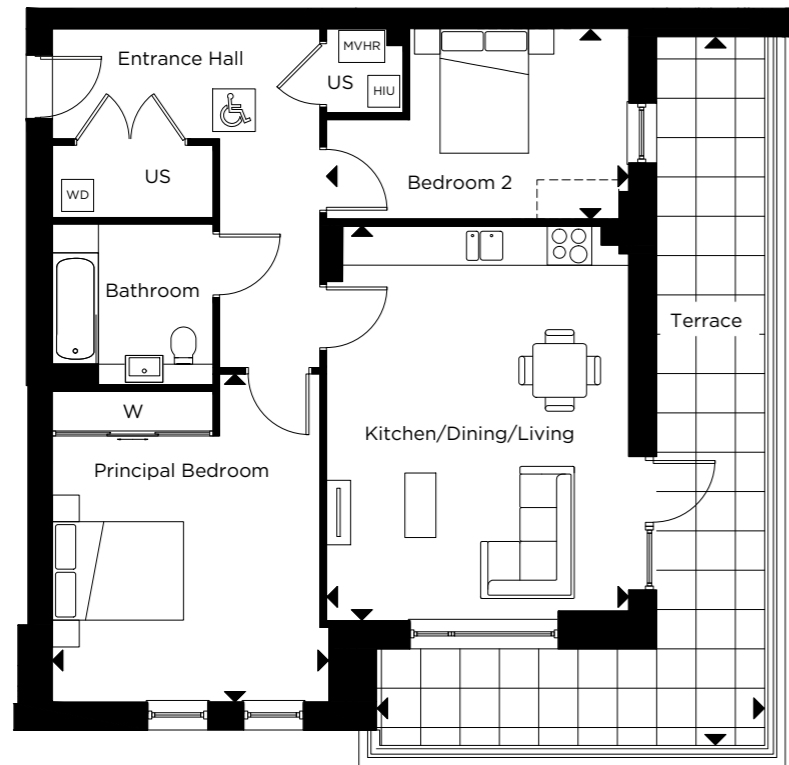 Entrance Hall
MVHR
US
HIU
US
WD
Bedroom 2
Bathroom
Terrace
W
Kitchen/Dining/Living
Principal Bedroom